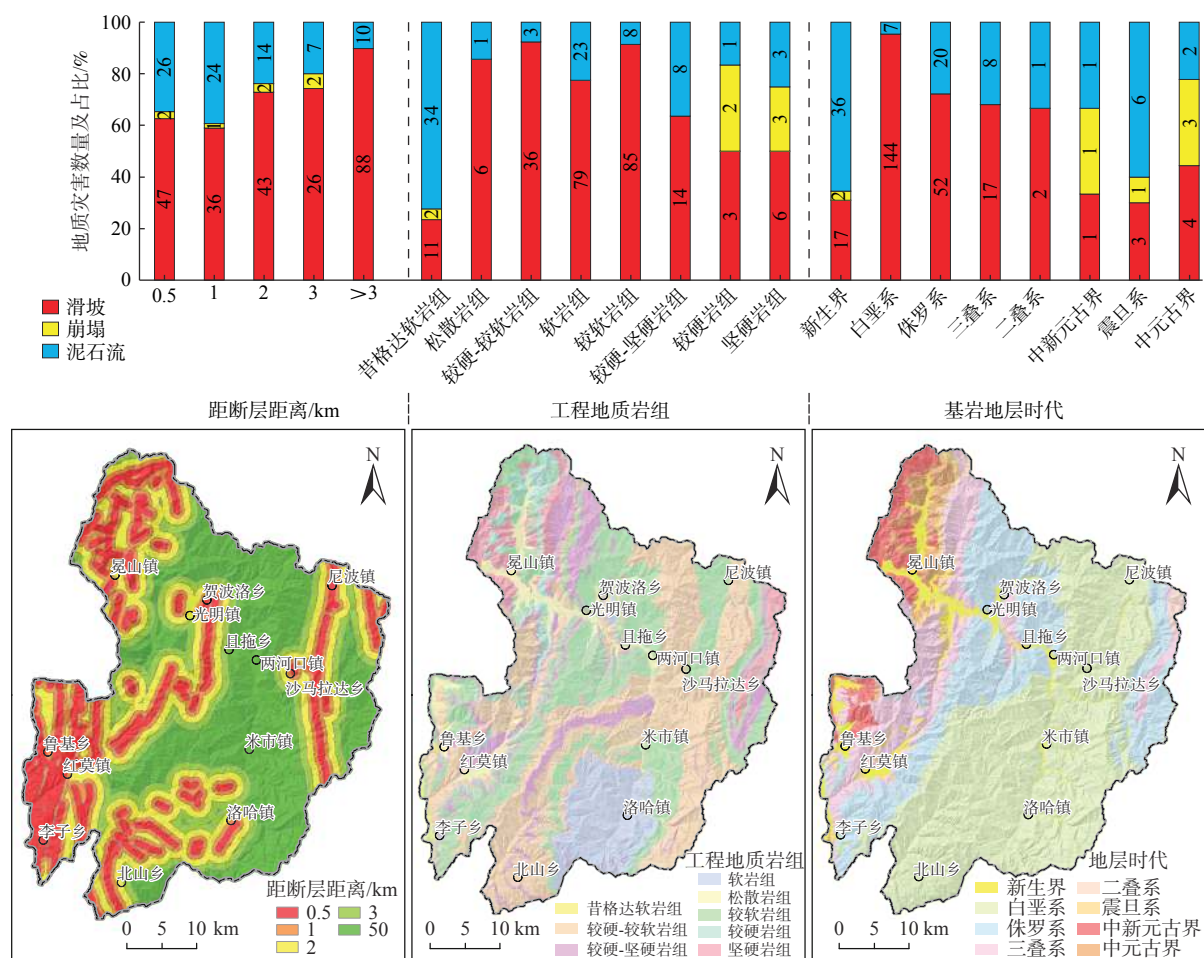 地质灾害数量及占比/%
100
80
60
40
20
0
26
24
14
7
10
34
1
3
23
8
8
1
3
36
7
20
8
1
1
6
2
2
1
2
2
2
2
3
2
1
1
3
47
36
43
26
88
11
6
36
79
85
14
3
6
17
144
52
17
2
1
3
4
滑坡
崩塌
泥石流
0.5
1
2
3
>3
昔格达软岩组
松散岩组
较硬-较软岩组
软岩组
较软岩组
较硬-坚硬岩组
较硬岩组
坚硬岩组
新生界
白垩系
侏罗系
三叠系
二叠系
中新元古界
震旦系
中元古界
距断层距离/km
工程地质岩组
基岩地层时代
N
冕山镇
尼波镇
贺波洛乡
光明镇
且拖乡
两河口镇
沙马拉达乡
鲁基乡
米市镇
红莫镇
洛哈镇
李子乡
北山乡
距断层距离/km
0.5
3
1
50
2
0
5
10 km
N
冕山镇
尼波镇
贺波洛乡
光明镇
且拖乡
两河口镇
沙马拉达乡
鲁基乡
米市镇
红莫镇
洛哈镇
李子乡
北山乡
工程地质岩组
软岩组
昔格达软岩组
松散岩组
较硬-较软岩组
较软岩组
较硬-坚硬岩组
较硬岩组
坚硬岩组
0
5
10 km
N
冕山镇
尼波镇
贺波洛乡
光明镇
且拖乡
两河口镇
沙马拉达乡
鲁基乡
米市镇
红莫镇
洛哈镇
李子乡
北山乡
地层时代
新生界
二叠系
白垩系
震旦系
侏罗系
中新元古界
三叠系
中元古界
0
5
10 km